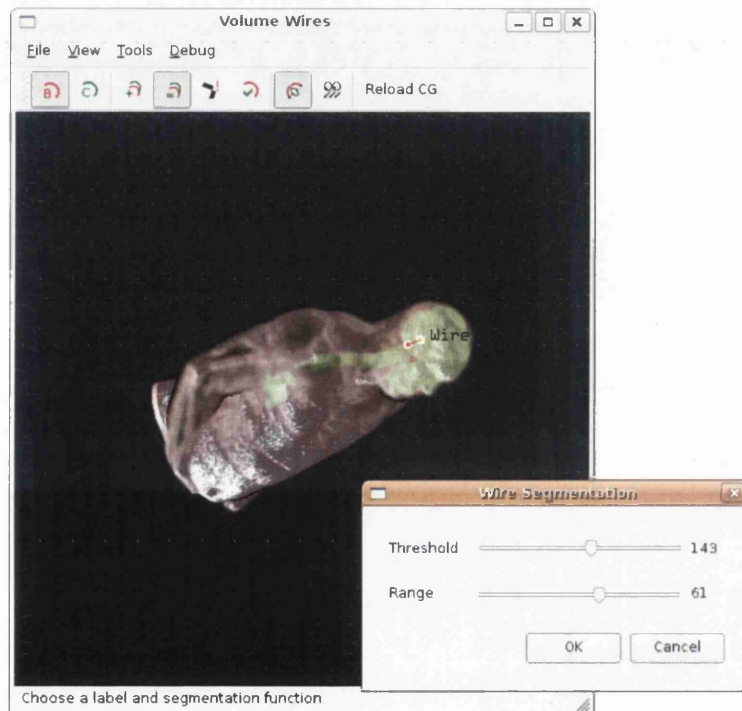 Volume Wires
File View Tools Debug
B C Reload CG
Wire
Wire Segmentation
Threshold 143
Range 61
OK Cancel
Choose a label and segmentation function